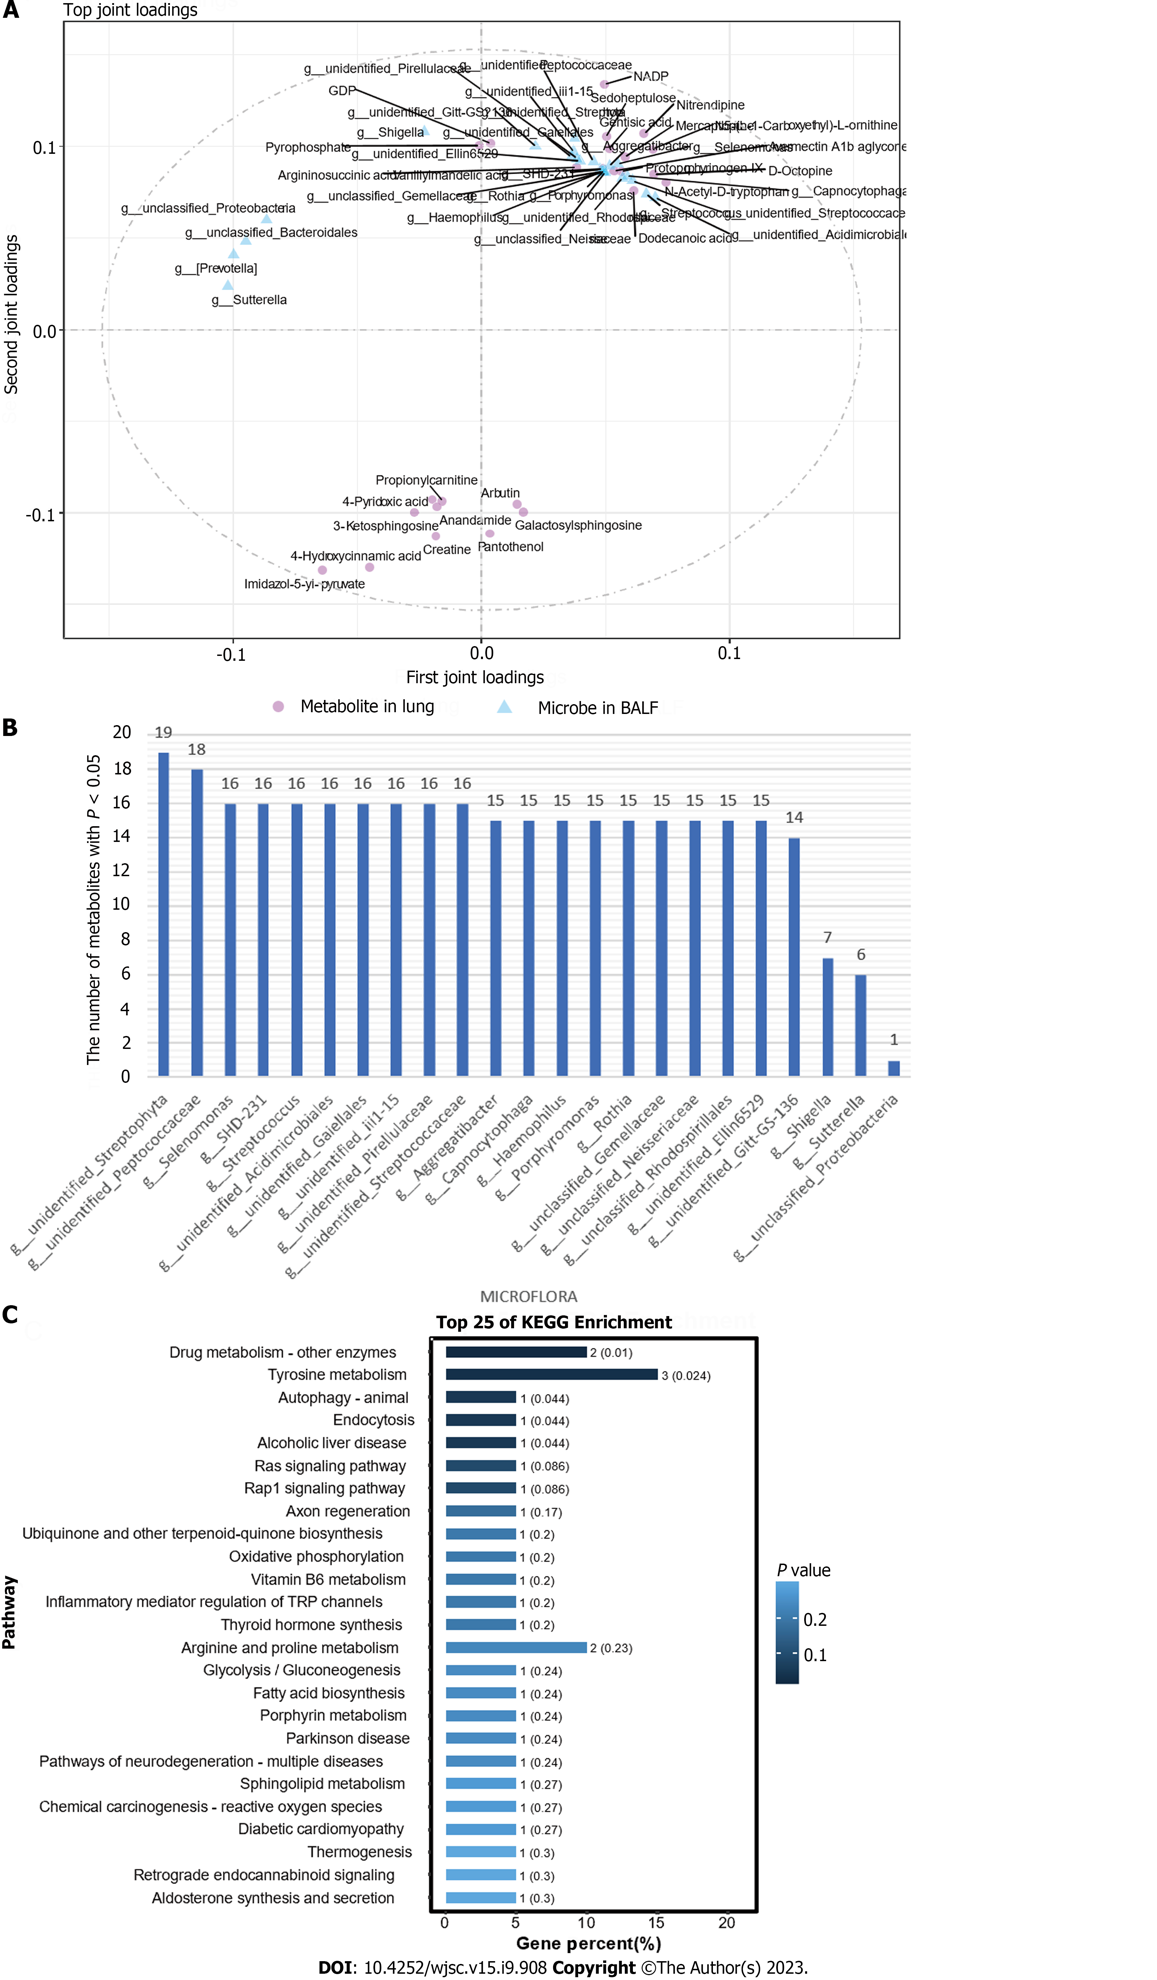 A
Top joint loadings
g__unidentified_Pirellulaceae
g__unidentified_Peptococcaceae
NADP
GDP
g__unidentified_iii1-15
Sedoheptulose
Nitrendipine
g__unidentified_Gitt-GS-136
g__unidentified_Streptophyta
Gentisic acid
g__Shigella
g__unidentified_Gaiellales
N5-(L-1-Carboxyethyl)-L-ornithine
Pyrophosphate
g__unidentified_Ellin6529
g__Aggregatibacter
g__Selenomonas
Avermectin A1b aglycone
Argininosuccinic acid
Vanillylmandelic acid
g__SHD-231
Protoporphyrinogen IX
D-Octopine
g__unclassified_Gemellaceae
g__Rothia
g__Porphyromonas
N-Acetyl-D-tryptophan
g__Capnocytophaga
g__unclassified_Proteobacteria
g__Haemophilus
g__Streptococcus
g__unidentified_Streptococcace
g__unclassified_Bacteroidales
g__unclassified_Neisseriaceae
Dodecanoic acid
g__unidentified_Acidimicrobial
g__[Prevotella]
g__Sutterella
Propionylcarnitine
4-Pyridoxic acid
Arbutin
3-Ketosphingosine
Anandamide
Galactosylsphingosine
4-Hydroxycinnamic acid
Creatine
Pantothenol
Imidazol-5-yi-pyruvate
0.1
0.0
-0.1
Second joint loadings
-0.1
0.0
0.1
First joint loadings
Metabolite in lung
Microbe in BALF
B
The number of metabolites with P < 0.05
20
18
16
14
12
10
8
6
4
2
0
19
18
16
16
16
16
16
16
16
16
15
15
15
15
15
15
15
15
15
14
7
6
1
g__unidentified_Streptophyta
g__unidentified_Peptococcaceae
g__Selenomonas
g__SHD-231
g__Streptococcus
g__unidentified_Acidimicrobiales
g__unidentified_Gaiellales
g__unidentified_iii1-15
g__unidentified_Pirellulaceae
g__unidentified_Streptococcaceae
g__Aggregatibacter
g__Capnocytophaga
g__Haemophilus
g__Porphyromonas
g__Rothia
g__unclassified_Gemellaceae
g__unclassified_Neisseriaceae
g__unclassified_Rhodospirillales
g__unidentified_Ellin6529
g__unidentified_Gitt-GS-136
g__Shigella
g__Sutterella
g__unclassified_Proteobacteria
MICROFLORA
C
Top 25 of KEGG Enrichment
Pathway
Drug metabolism - other enzymes 2 (0.01)
Tyrosine metabolism 3 (0.024)
Autophagy - animal 1 (0.044)
Endocytosis 1 (0.044)
Alcoholic liver disease 1 (0.044)
Ras signaling pathway 1 (0.086)
Rap1 signaling pathway 1 (0.086)
Axon regeneration 1 (0.17)
Ubiquinone and other terpenoid-quinone biosynthesis 1 (0.2)
Oxidative phosphorylation 1 (0.2)
Vitamin B6 metabolism 1 (0.2)
Inflammatory mediator regulation of TRP channels 1 (0.2)
Thyroid hormone synthesis 1 (0.2)
Arginine and proline metabolism 2 (0.23)
Glycolysis / Gluconeogenesis 1 (0.24)
Fatty acid biosynthesis 1 (0.24)
Porphyrin metabolism 1 (0.24)
Parkinson disease 1 (0.24)
Pathways of neurodegeneration - multiple diseases 1 (0.24)
Sphingolipid metabolism 1 (0.27)
Chemical carcinogenesis - reactive oxygen species 1 (0.27)
Diabetic cardiomyopathy 1 (0.27)
Thermogenesis 1 (0.3)
Retrograde endocannabinoid signaling 1 (0.3)
Aldosterone synthesis and secretion 1 (0.3)
P value
0.2
0.1
0
5
10
15
20
Gene percent(%)
DOI: 10.4252/wjsc.v15.i9.908 Copyright ©The Author(s) 2023.